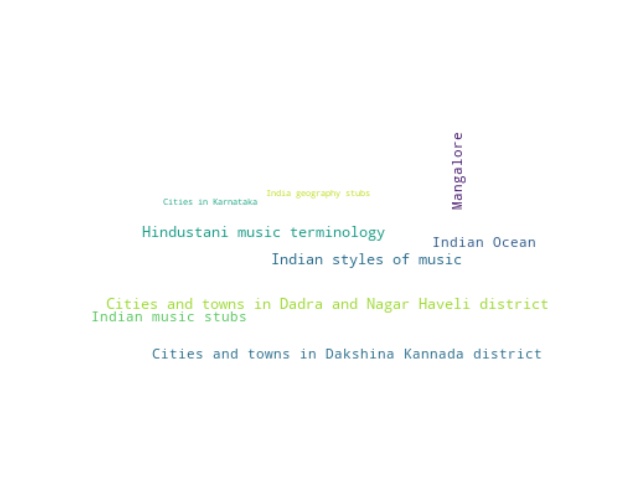 Mangalore
India geography stubs
Cities in Karnataka
Hindustani music terminology
Indian Ocean
Indian styles of music
Cities and towns in Dadra and Nagar Haveli district
Indian music stubs
Cities and towns in Dakshina Kannada district